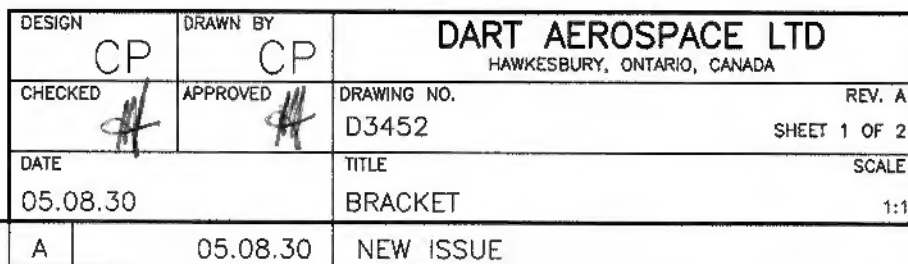 DESIGN DRAWN BY DART AEROSPACE LTD
CP CP HAWKESBURY, ONTARIO, CANADA
CHECKED APPROVED DRAWING NO. REV. A
D3452 SHEET 1 OF 2
DATE TITLE SCALE
05.08.30 BRACKET 1:1
A 05.08.30 NEW ISSUE